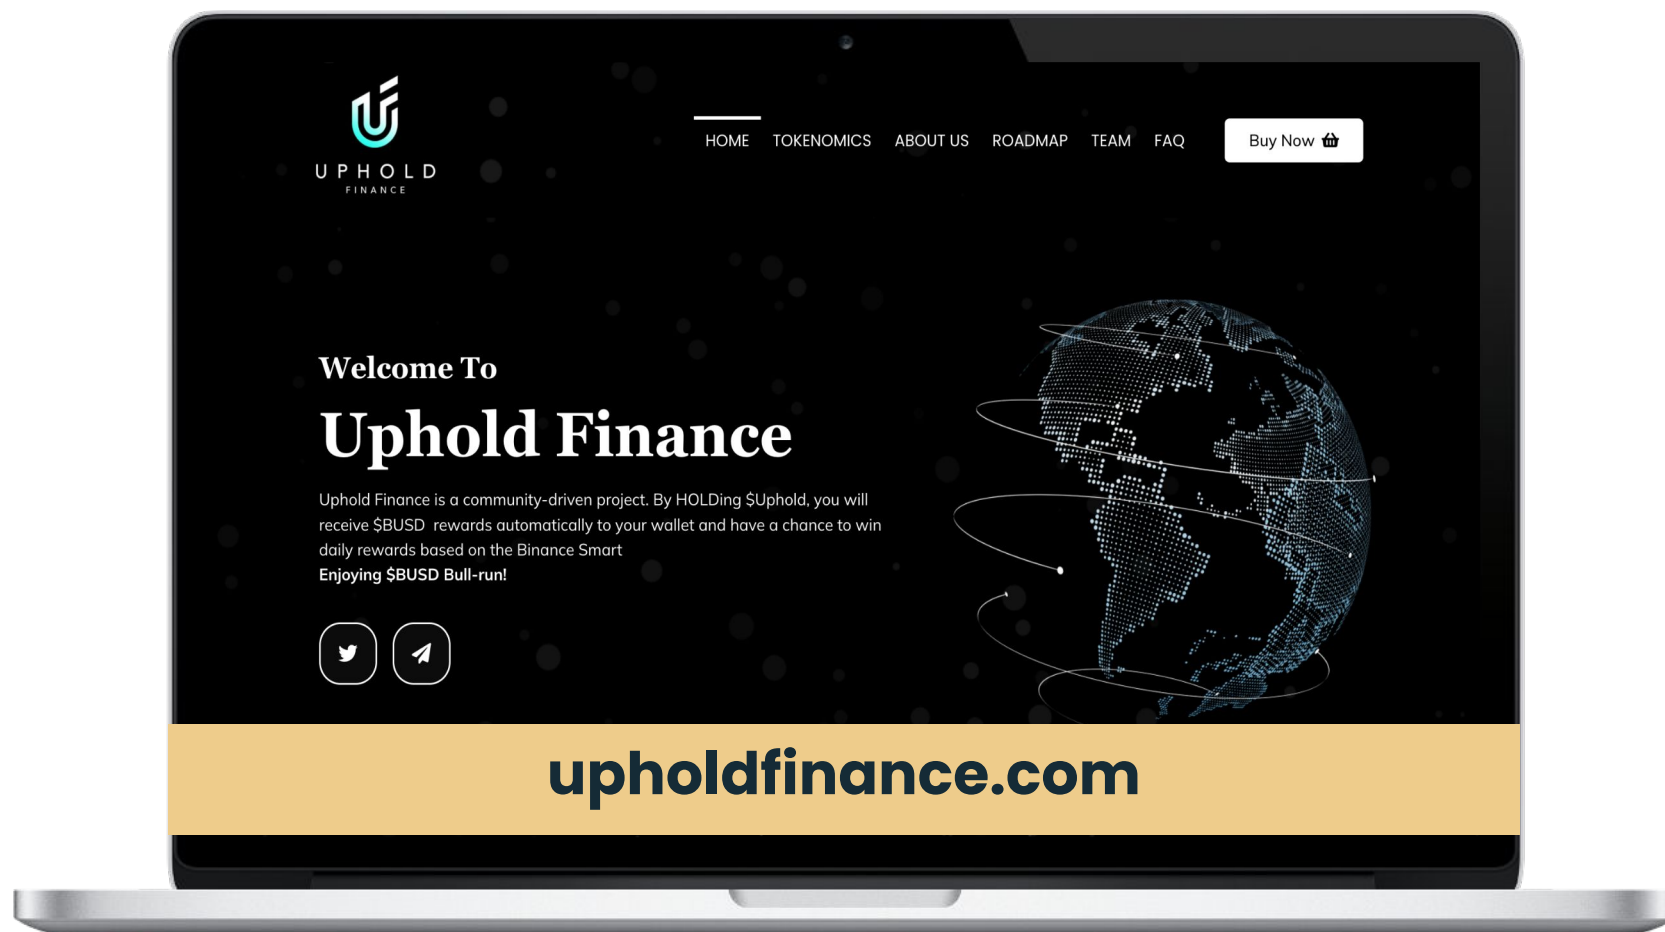 UPHOLD
FINANCE
HOME TOKENOMICS ABOUT US ROADMAP TEAM FAQ Buy Now
Welcome To
Uphold Finance
Uphold Finance is a community-driven project. By HOLDing $Uphold, you will
receive $BUSD rewards automatically to your wallet and have a chance to win
daily rewards based on the Binance Smart
Enjoying $BUSD Bull-run!
upholdfinance.com